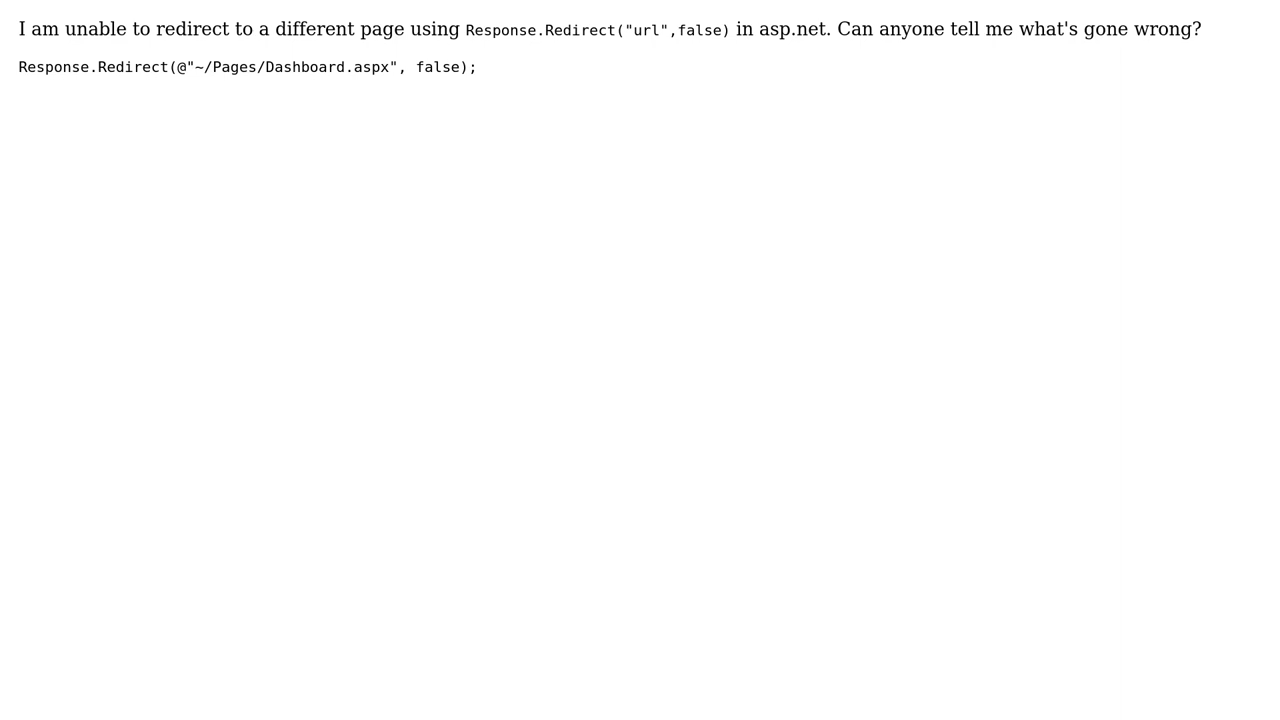 I am unable to redirect to a different page using Response.Redirect("url",false) in asp.net. Can anyone tell me what's gone wrong?
Response.Redirect(@"~/Pages/Dashboard.aspx", false);